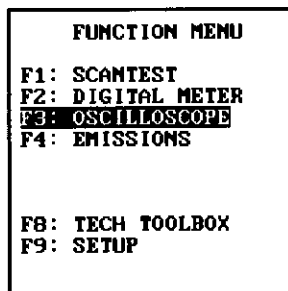 FUNCTION MENU
F1: SCANTEST
F2: DIGITAL METER
F3: OSCILLOSCOPE
F4: EMISSIONS
F8: TECH TOOLBOX
F9: SETUP